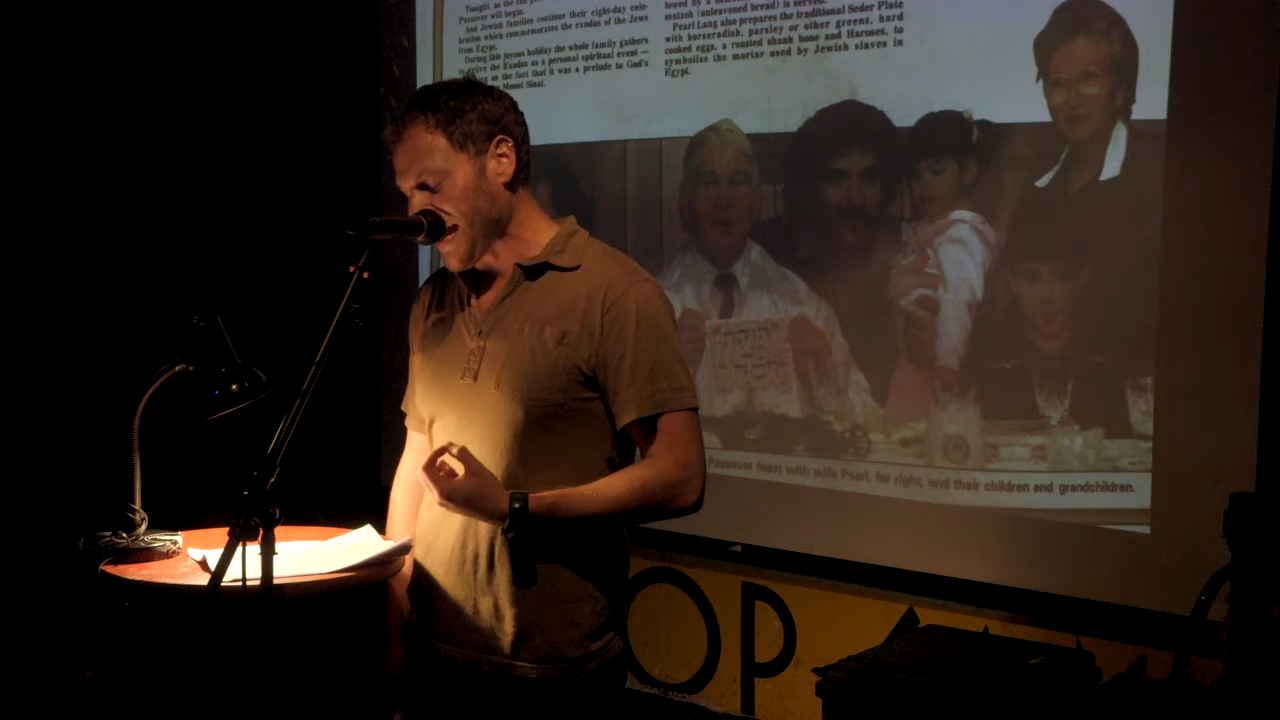 Tonight, as the sun
Passover will begin.
And Jewish families continue their eight-day cele-
bration which commemorates the exodus of the Jews
from Egypt.
During this joyous holiday the whole family gathers
to relive the Exodus as a personal spiritual event —
on the fact that it was a prelude to God's
Mount Sinai.
lowed by a
matzoh (unleavened bread) is served.
Pearl Lang also prepares the traditional Seder Plate
with horseradish, parsley or other greens, hard
cooked eggs, a roasted shank bone and Haroses, to
symbolize the mortar used by Jewish slaves in
Egypt.
Passover feast with wife Pearl, far right, and their children and grandchildren.
OP